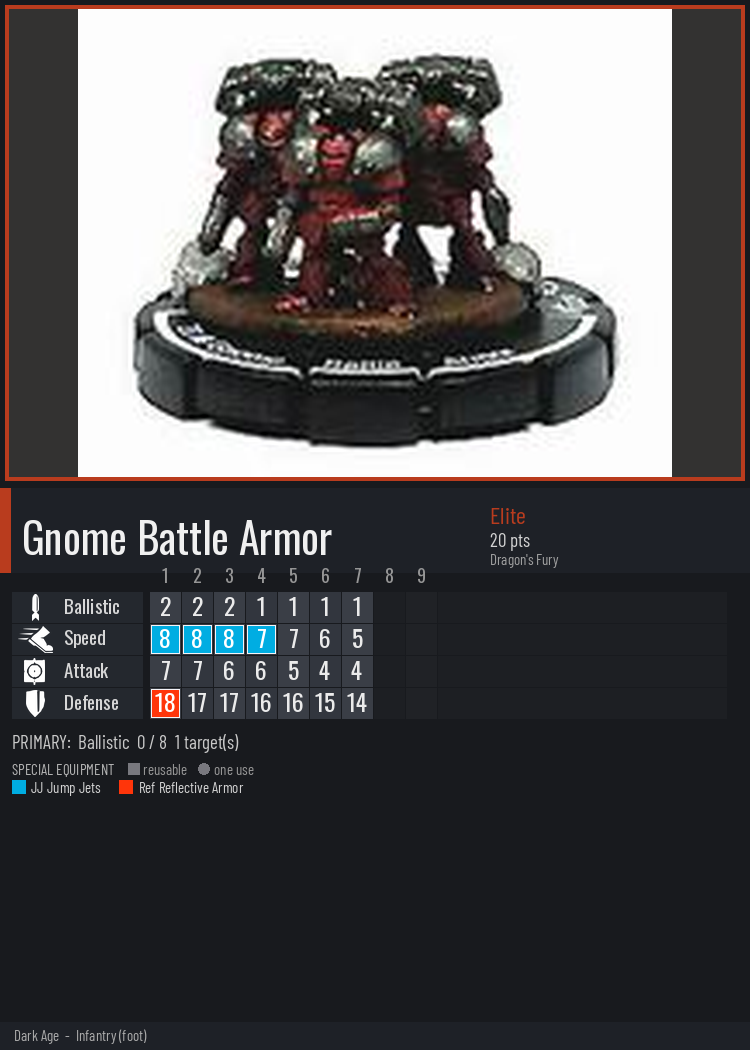 Gnome Battle Armor
Elite
20 pts
Dragon's Fury
1 2 3 4 5 6 7 8 9
Ballistic 2 2 2 1 1 1 1
Speed 8 8 8 7 7 6 5
Attack 7 7 6 6 5 4 4
Defense 18 17 17 16 16 15 14
PRIMARY: Ballistic 0 / 8 1 target(s)
SPECIAL EQUIPMENT reusable one use
JJ Jump Jets Ref Reflective Armor
Dark Age - Infantry (foot)